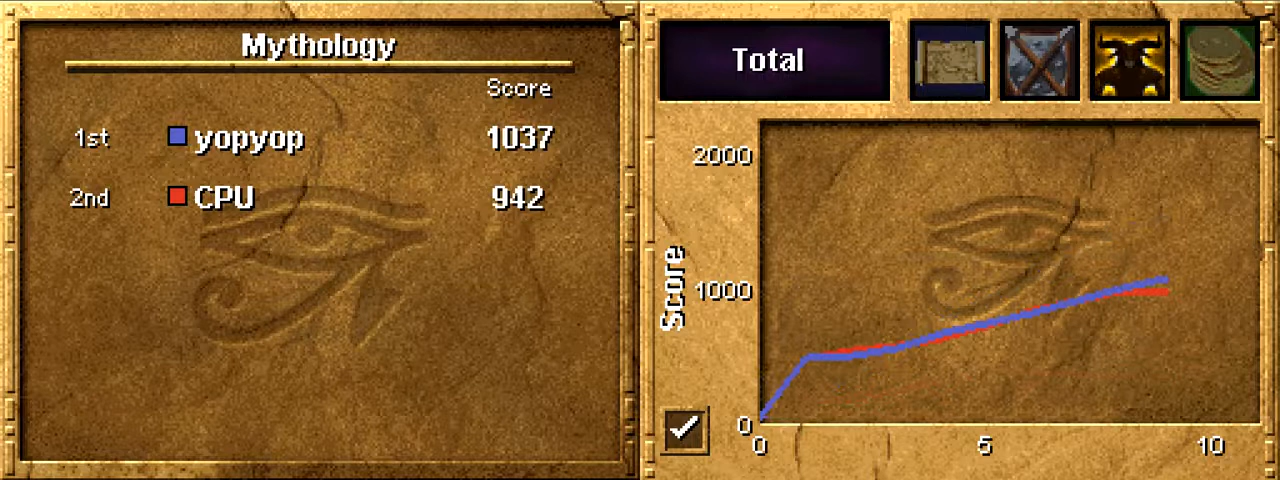 Mythology
Score
1st yopyop 1037
2nd CPU 942
Total
2000
Score
1000
0
0 5 10